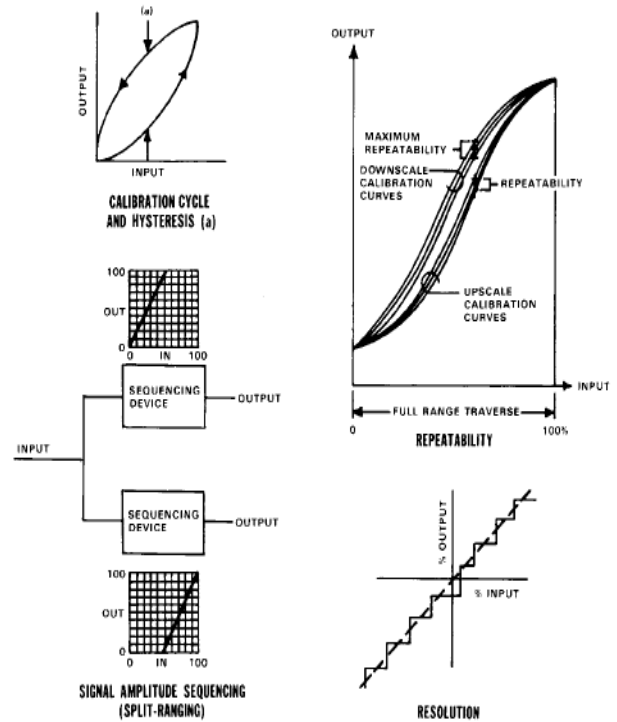 (a)
OUTPUT
INPUT
CALIBRATION CYCLE
AND HYSTERESIS (a)
100
OUT
0
0 IN 100
SEQUENCING
DEVICE
OUTPUT
INPUT
SEQUENCING
DEVICE
OUTPUT
100
OUT
0
0 IN 100
SIGNAL AMPLITUDE SEQUENCING
(SPLIT-RANGING)
OUTPUT
MAXIMUM
REPEATABILITY
DOWNSCALE
CALIBRATION
CURVES
REPEATABILITY
UPSCALE
CALIBRATION
CURVES
INPUT
FULL RANGE TRAVERSE
0 100%
REPEATABILITY
% OUTPUT
% INPUT
RESOLUTION